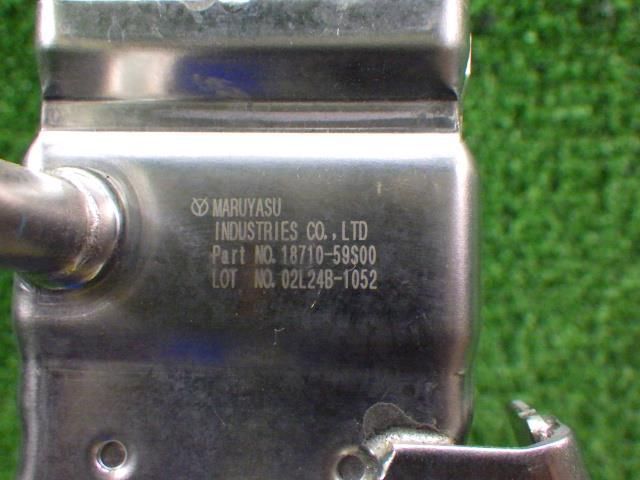 MARUYASU
INDUSTRIES CO.,LTD
Part NO.18710-59S00
LOT NO.02L24B-1052